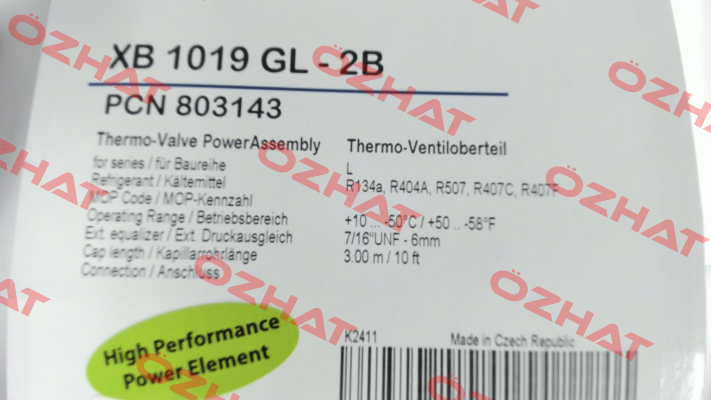 XB 1019 GL - 2B
PCN 803143
Thermo-Valve PowerAssembly Thermo-Ventiloberteil
for series / für Baureihe L
Refrigerant / Kältemittel R134a, R404A, R507, R407C, R407F
MOP Code / MOP-Kennzahl
Operating Range / Betriebsbereich +10 ... -50°C / +50 .. -58°F
Ext. equalizer / Ext. Druckausgleich 7/16"UNF - 6mm
Cap length / Kapillarrohrlänge 3.00 m / 10 ft
Connection / Anschluss
High Performance
Power Element
K2411 Made in Czech Republic
ÖZHAT
ÖZHAT
ÖZHAT
ÖZHAT
ÖZHAT
ÖZHAT
ÖZHAT
ÖZHAT